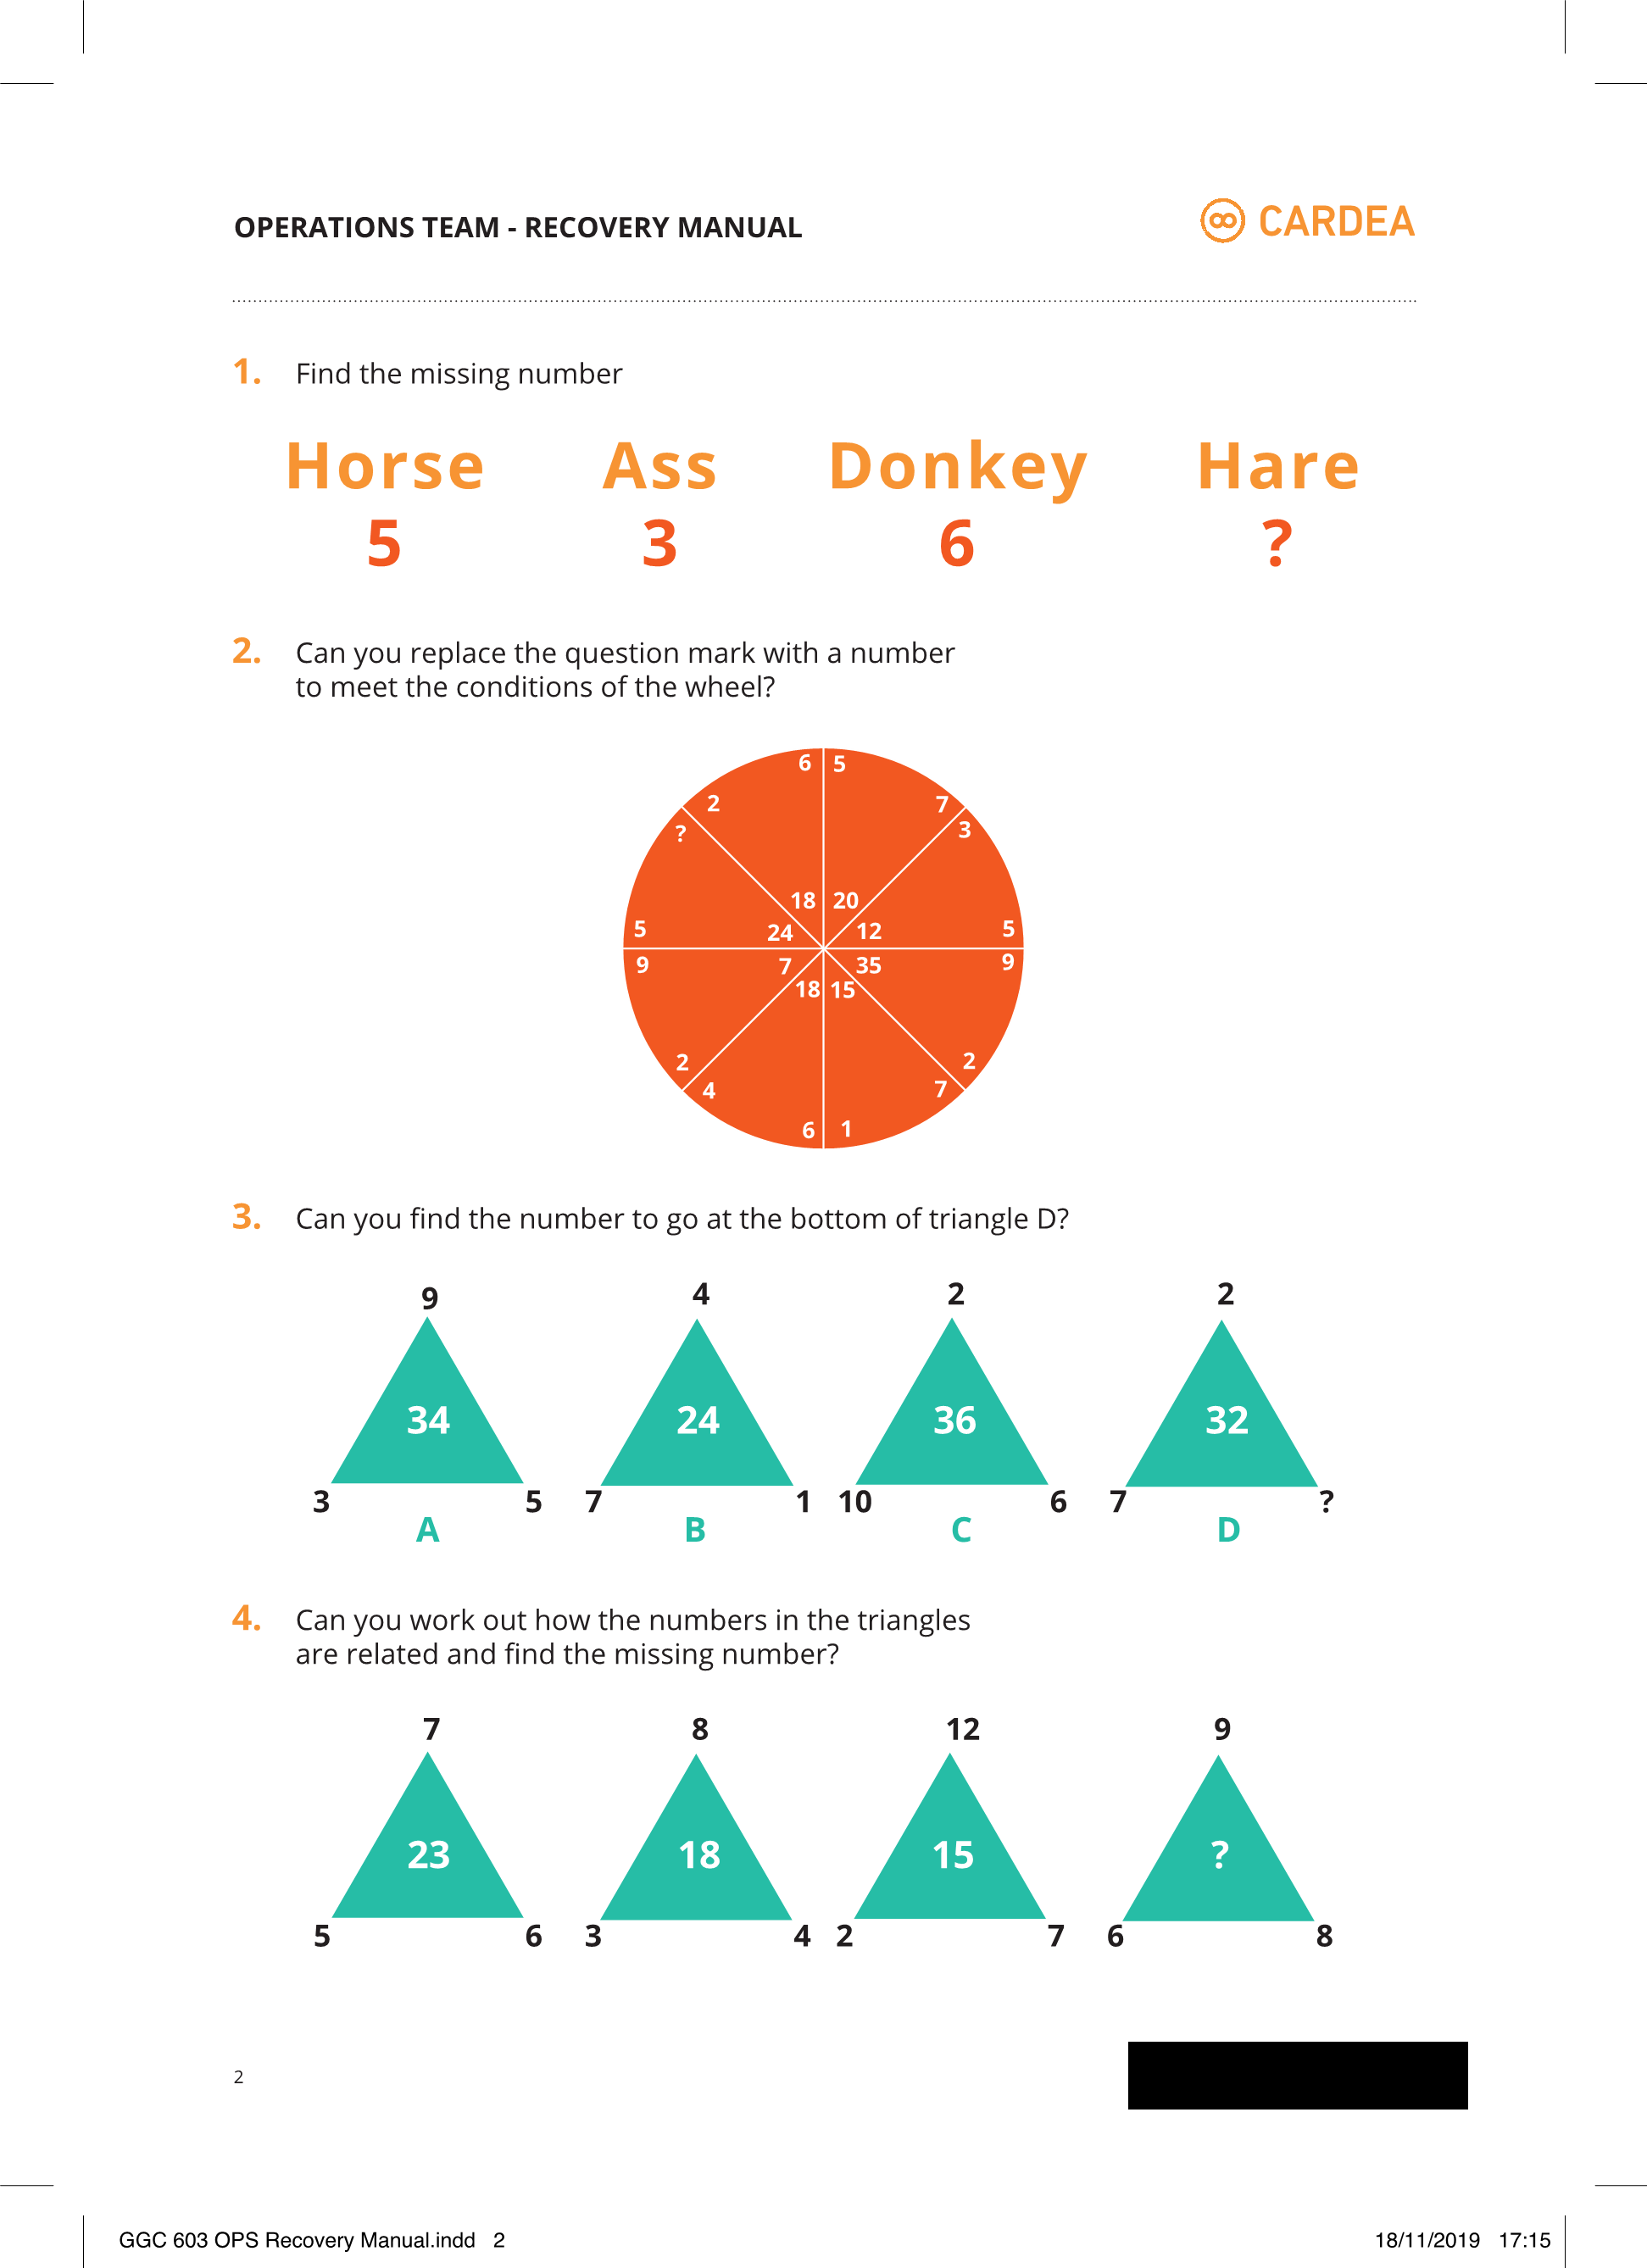 OPERATIONS TEAM - RECOVERY MANUAL
CARDEA
1. Find the missing number
Horse Ass Donkey Hare
5 3 6 ?
2. Can you replace the question mark with a number
to meet the conditions of the wheel?
6 5
2 7
? 3
18 20
24 12
5 5
9 7 35 9
18 15
2 2
4 7
6 1
3. Can you find the number to go at the bottom of triangle D?
9 4 2 2
34 24 36 32
3 5 7 1 10 6 7 ?
A B C D
4. Can you work out how the numbers in the triangles
are related and find the missing number?
7 8 12 9
23 18 15 ?
5 6 3 4 2 7 6 8
2
GGC 603 OPS Recovery Manual.indd 2
18/11/2019 17:15